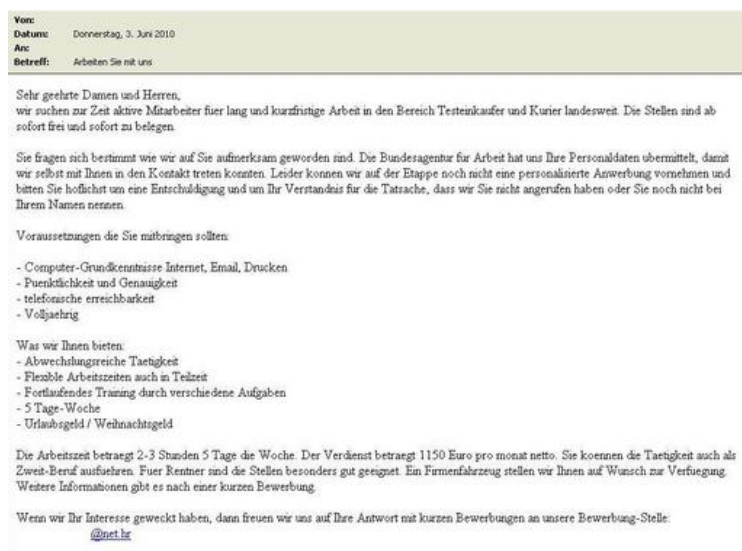 Von:
Datum: Donnerstag, 3. Juni 2010
An:
Betreff: Arbeiten Sie mit uns
Sehr geehrte Damen und Herren,
wir suchen zur Zeit aktive Mitarbeiter fuer lang und kurzfristige Arbeit in den Bereich Testeinkaufer und Kurier landesweit. Die Stellen sind ab
sofort frei und sofort zu belegen.
Sie fragen sich bestimmt wie wir auf Sie aufmerksam geworden sind. Die Bundesagentur fur Arbeit hat uns Ihre Personaldaten ubermittelt, damit
wir selbst mit Ihnen in den Kontakt treten konnten. Leider konnen wir auf der Etappe noch nicht eine personalisierte Anwerbung vornehmen und
bitten Sie hoflichst um eine Entschuldigung und um Ihr Verstandnis fur die Tatsache, dass wir Sie nicht angerufen haben oder Sie noch nicht bei
Ihrem Namen nennen.
Voraussetzungen die Sie mitbringen sollten:
- Computer-Grundkenntnisse Internet, Email, Drucken
- Puenktlichkeit und Genauigkeit
- telefonische erreichbarkeit
- Volljaehrig
Was wir Ihnen bieten:
- Abwechslungsreiche Taetigkeit
- Flexible Arbeitszeiten auch in Teilzeit
- Fortlaufendes Training durch verschiedene Aufgaben
- 5 Tage-Woche
- Urlaubsgeld / Weihnachtsgeld
Die Arbeitszeit betraegt 2-3 Stunden 5 Tage die Woche. Der Verdienst betraegt 1150 Euro pro monat netto. Sie koennen die Taetigkeit auch als
Zweit-Beruf ausfuehren. Fuer Rentner sind die Stellen besonders gut geeignet. Ein Firmenfahrzeug stellen wir Ihnen auf Wunsch zur Verfuegung.
Weitere Informationen gibt es nach einer kurzen Bewerbung.
Wenn wir Ihr Interesse geweckt haben, dann freuen wir uns auf Ihre Antwort mit kurzen Bewerbungen an unsere Bewerbung-Stelle:
@net.hr